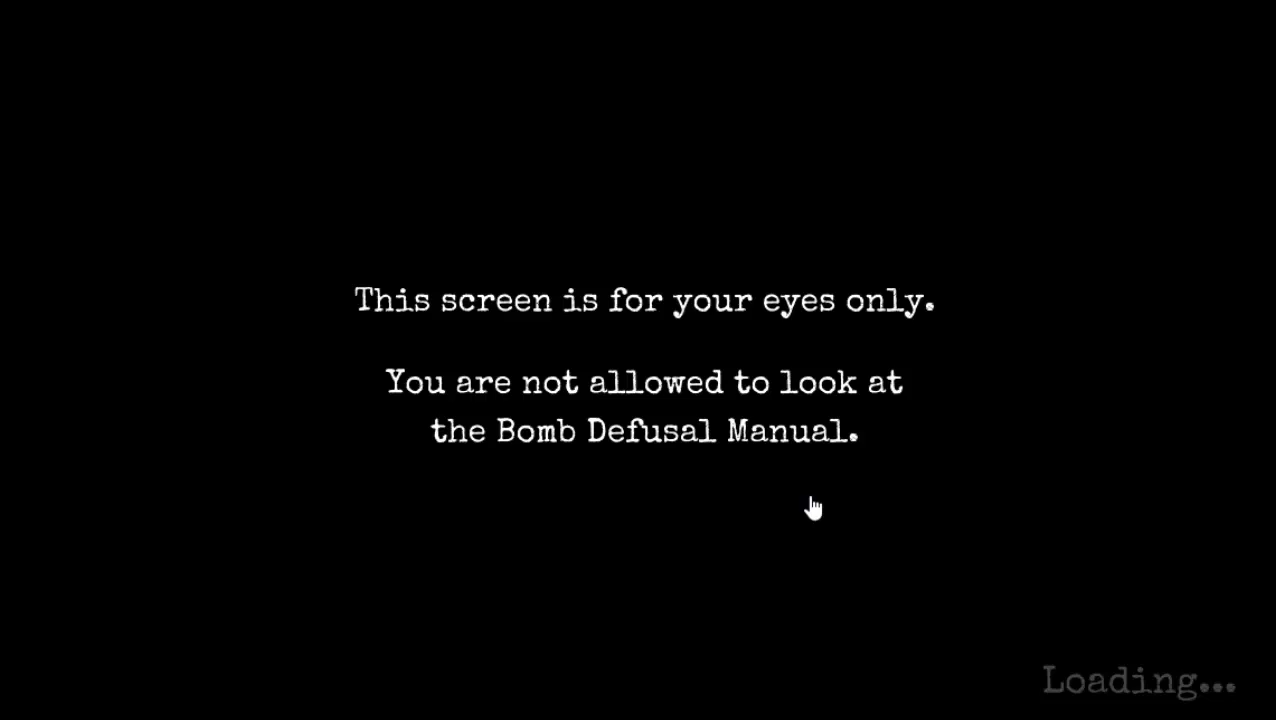 This screen is for your eyes only.
You are not allowed to look at
the Bomb Defusal Manual.
Loading...